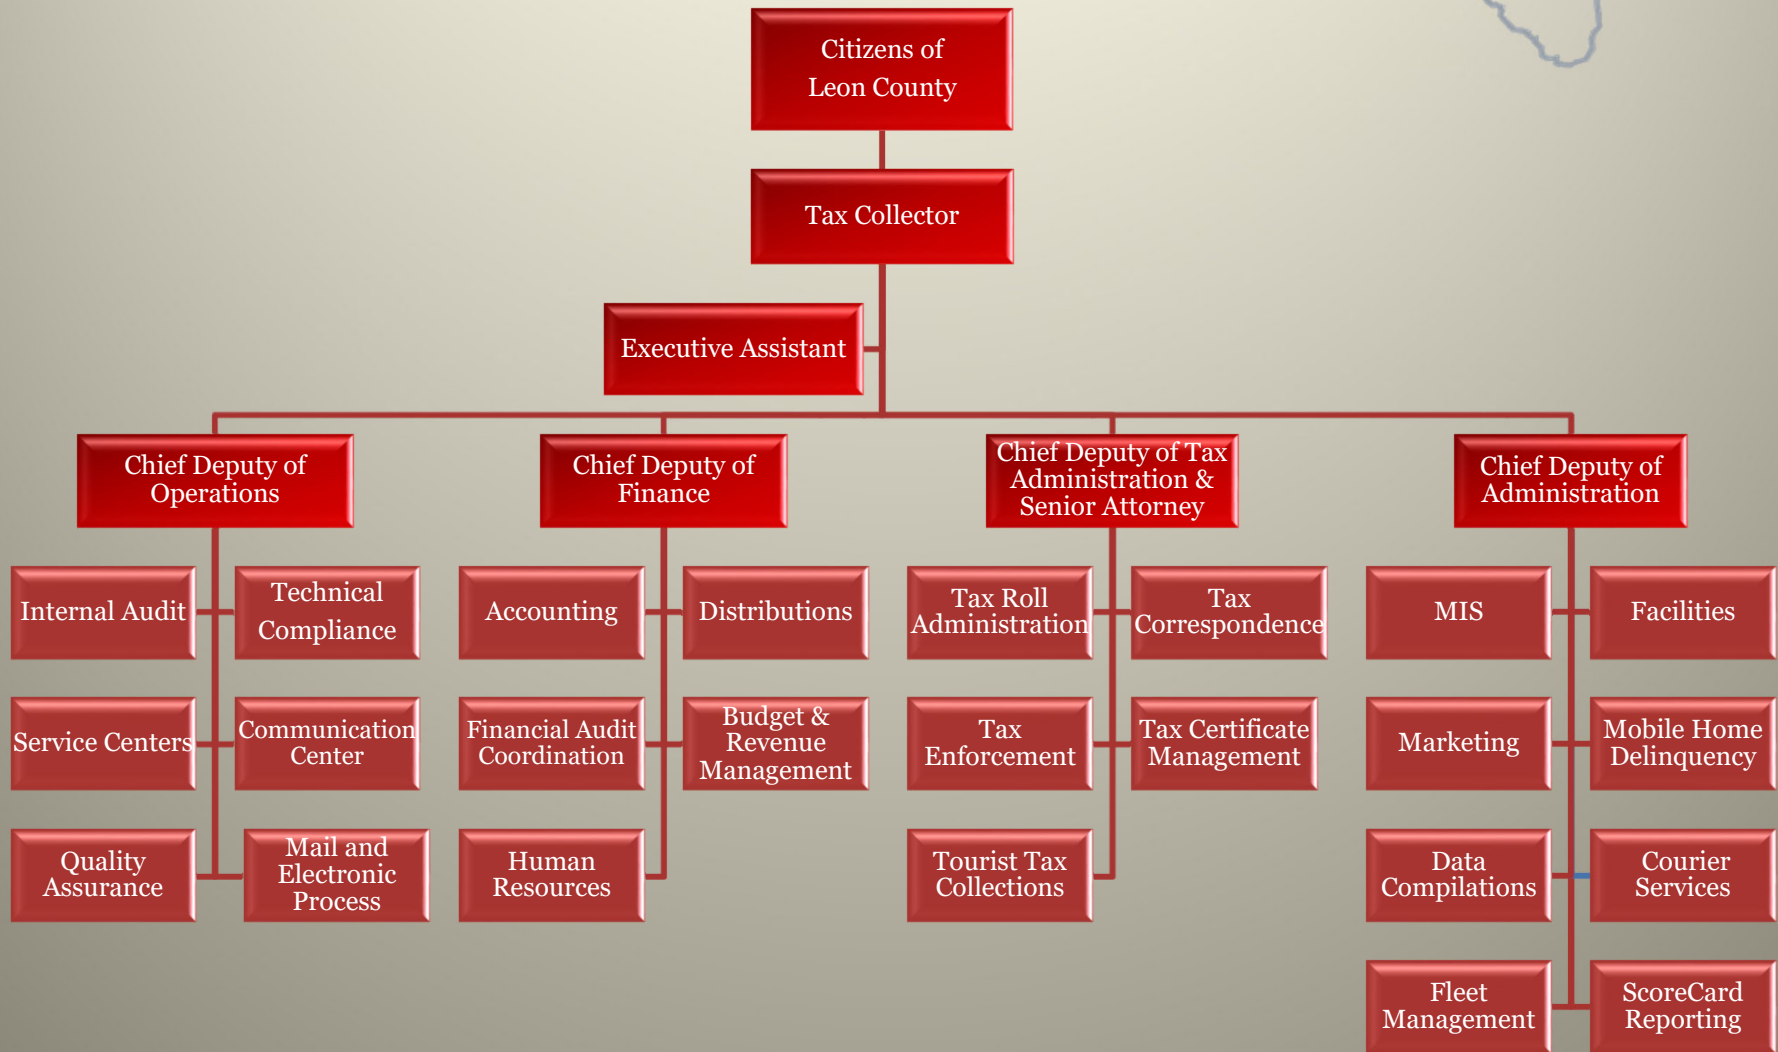 Citizens of
Leon County
Tax Collector
Executive Assistant
Chief Deputy of
Operations
Chief Deputy of
Finance
Chief Deputy of Tax
Administration &
Senior Attorney
Chief Deputy of
Administration
Internal Audit
Technical
Compliance
Accounting
Distributions
Tax Roll
Administration
Tax
Correspondence
MIS
Facilities
Service Centers
Communication
Center
Financial Audit
Coordination
Budget &
Revenue
Management
Tax
Enforcement
Tax Certificate
Management
Marketing
Mobile Home
Delinquency
Quality
Assurance
Mail and
Electronic
Process
Human
Resources
Tourist Tax
Collections
Data
Compilations
Courier
Services
Fleet
Management
ScoreCard
Reporting